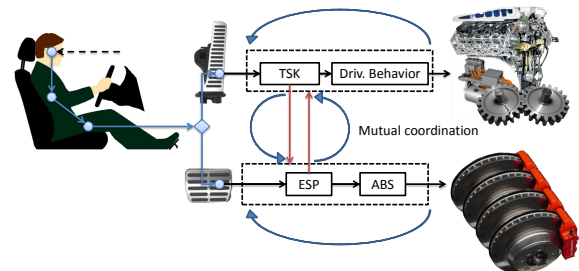 TSK
Driv. Behavior
Mutual coordination
ESP
ABS